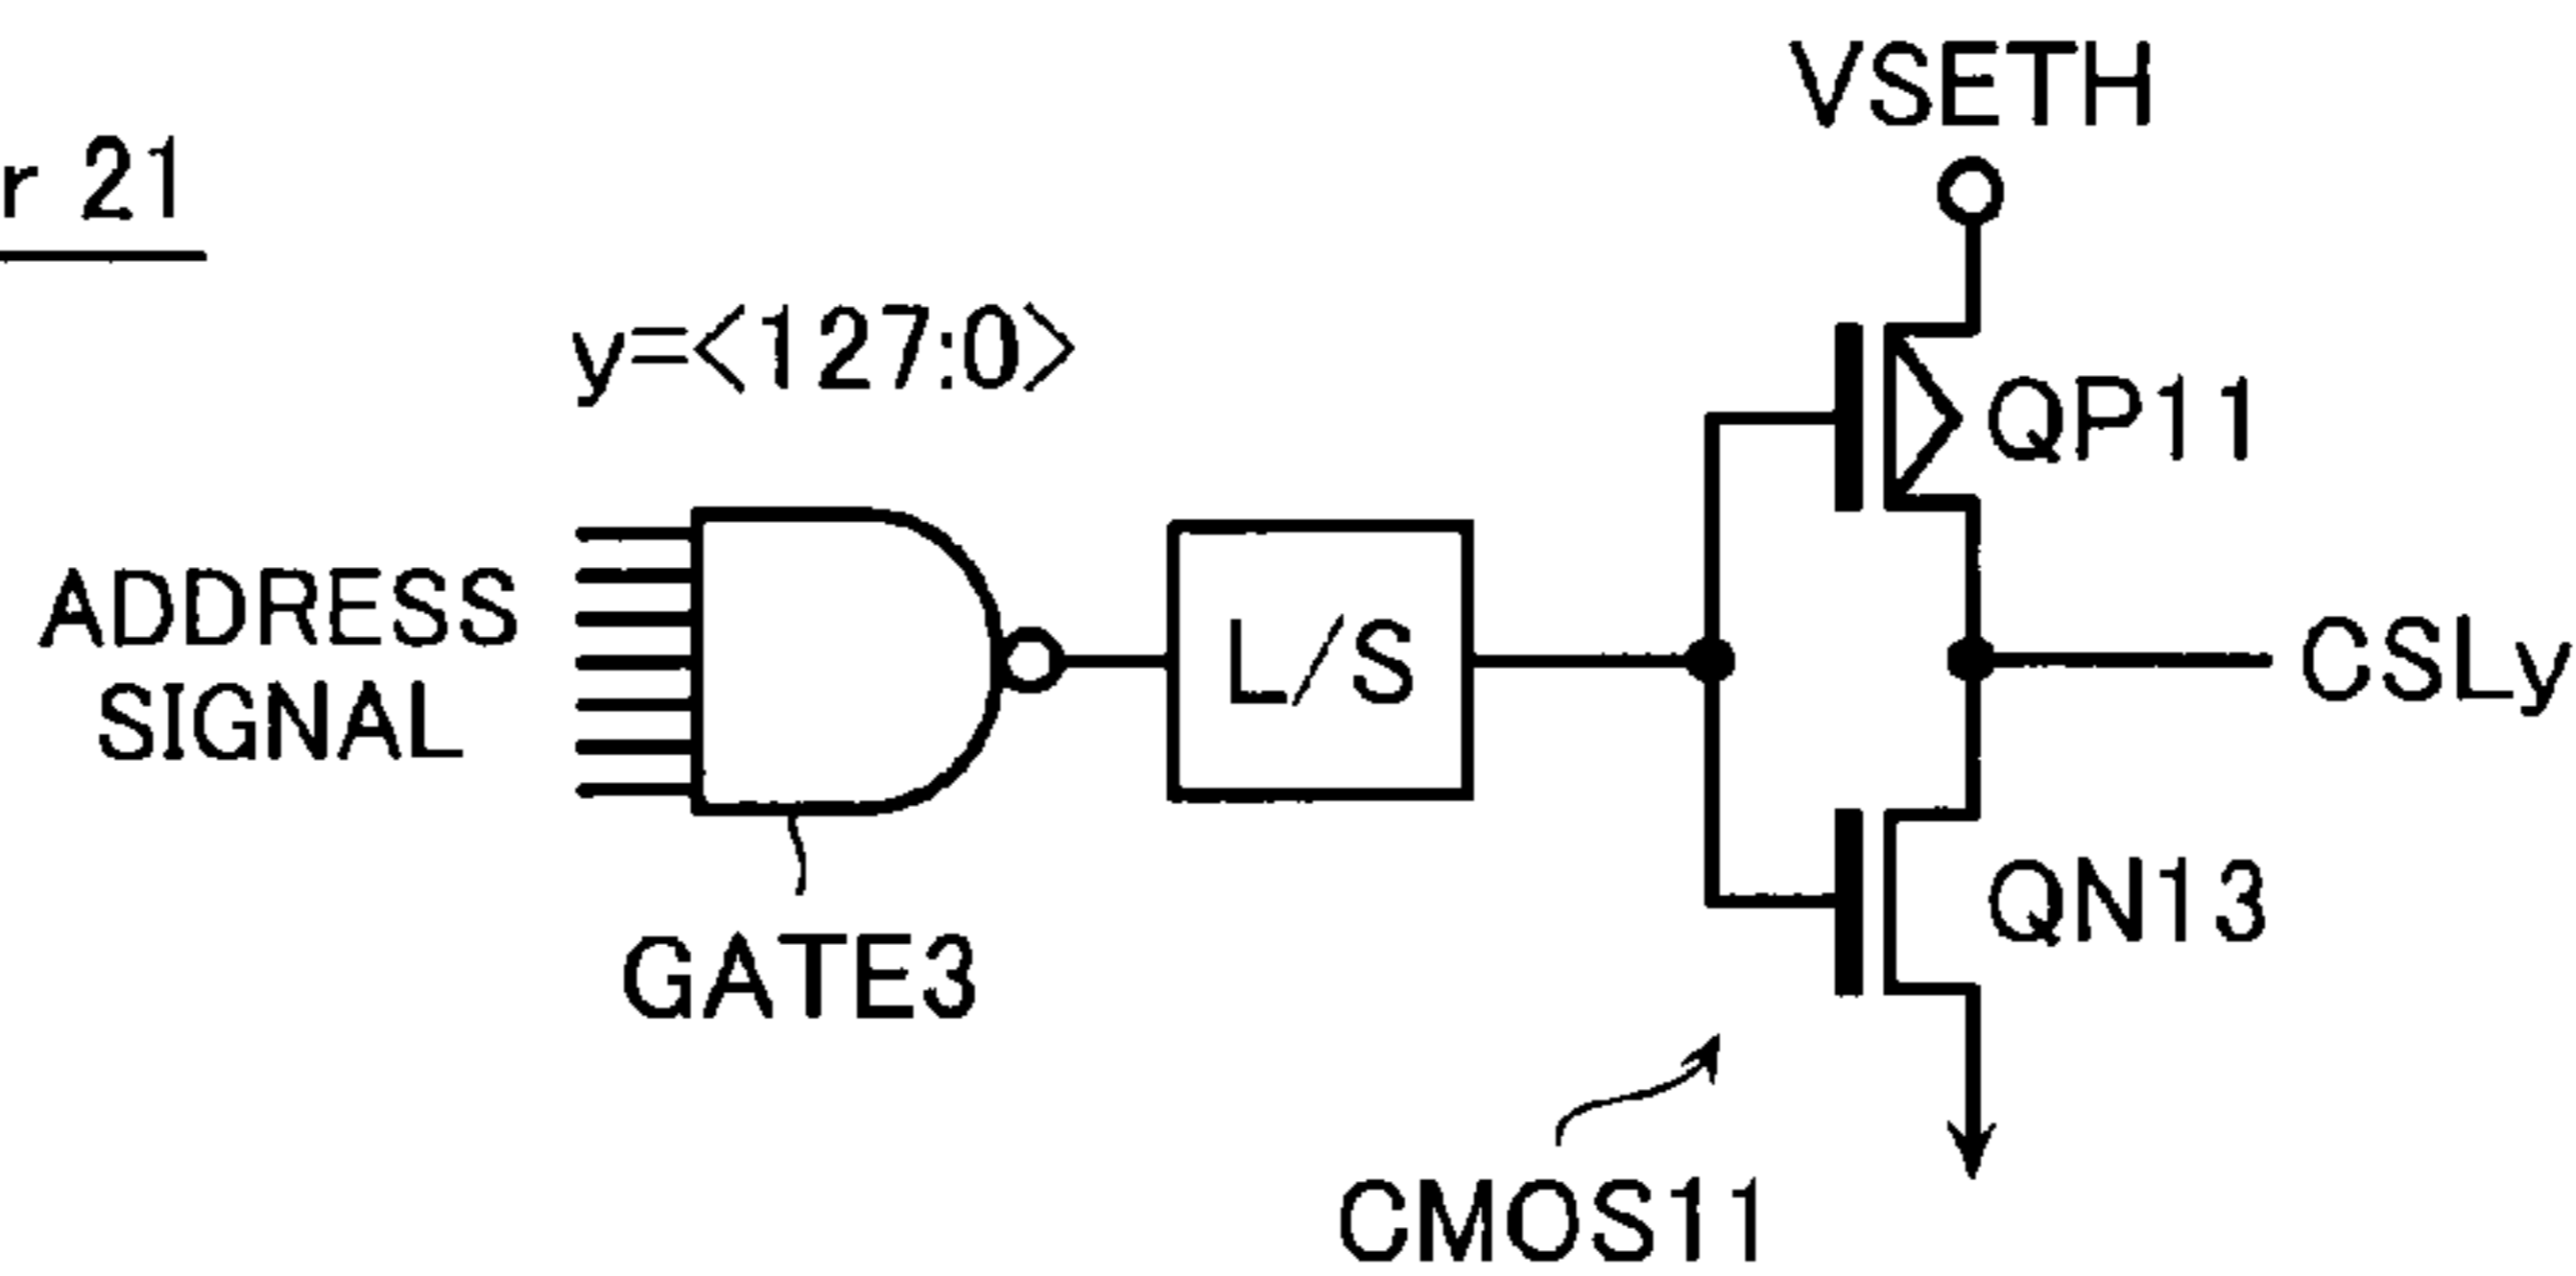 VSETH
r 21
y=<127:0>
QP11
ADDRESS
SIGNAL
L/S
CSLy
QN13
GATE3
CMOS11